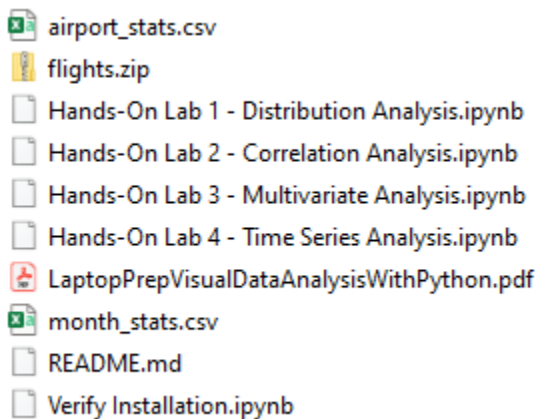 airport_stats.csv
flights.zip
Hands-On Lab 1 - Distribution Analysis.ipynb
Hands-On Lab 2 - Correlation Analysis.ipynb
Hands-On Lab 3 - Multivariate Analysis.ipynb
Hands-On Lab 4 - Time Series Analysis.ipynb
LaptopPrepVisualDataAnalysisWithPython.pdf
month_stats.csv
README.md
Verify Installation.ipynb